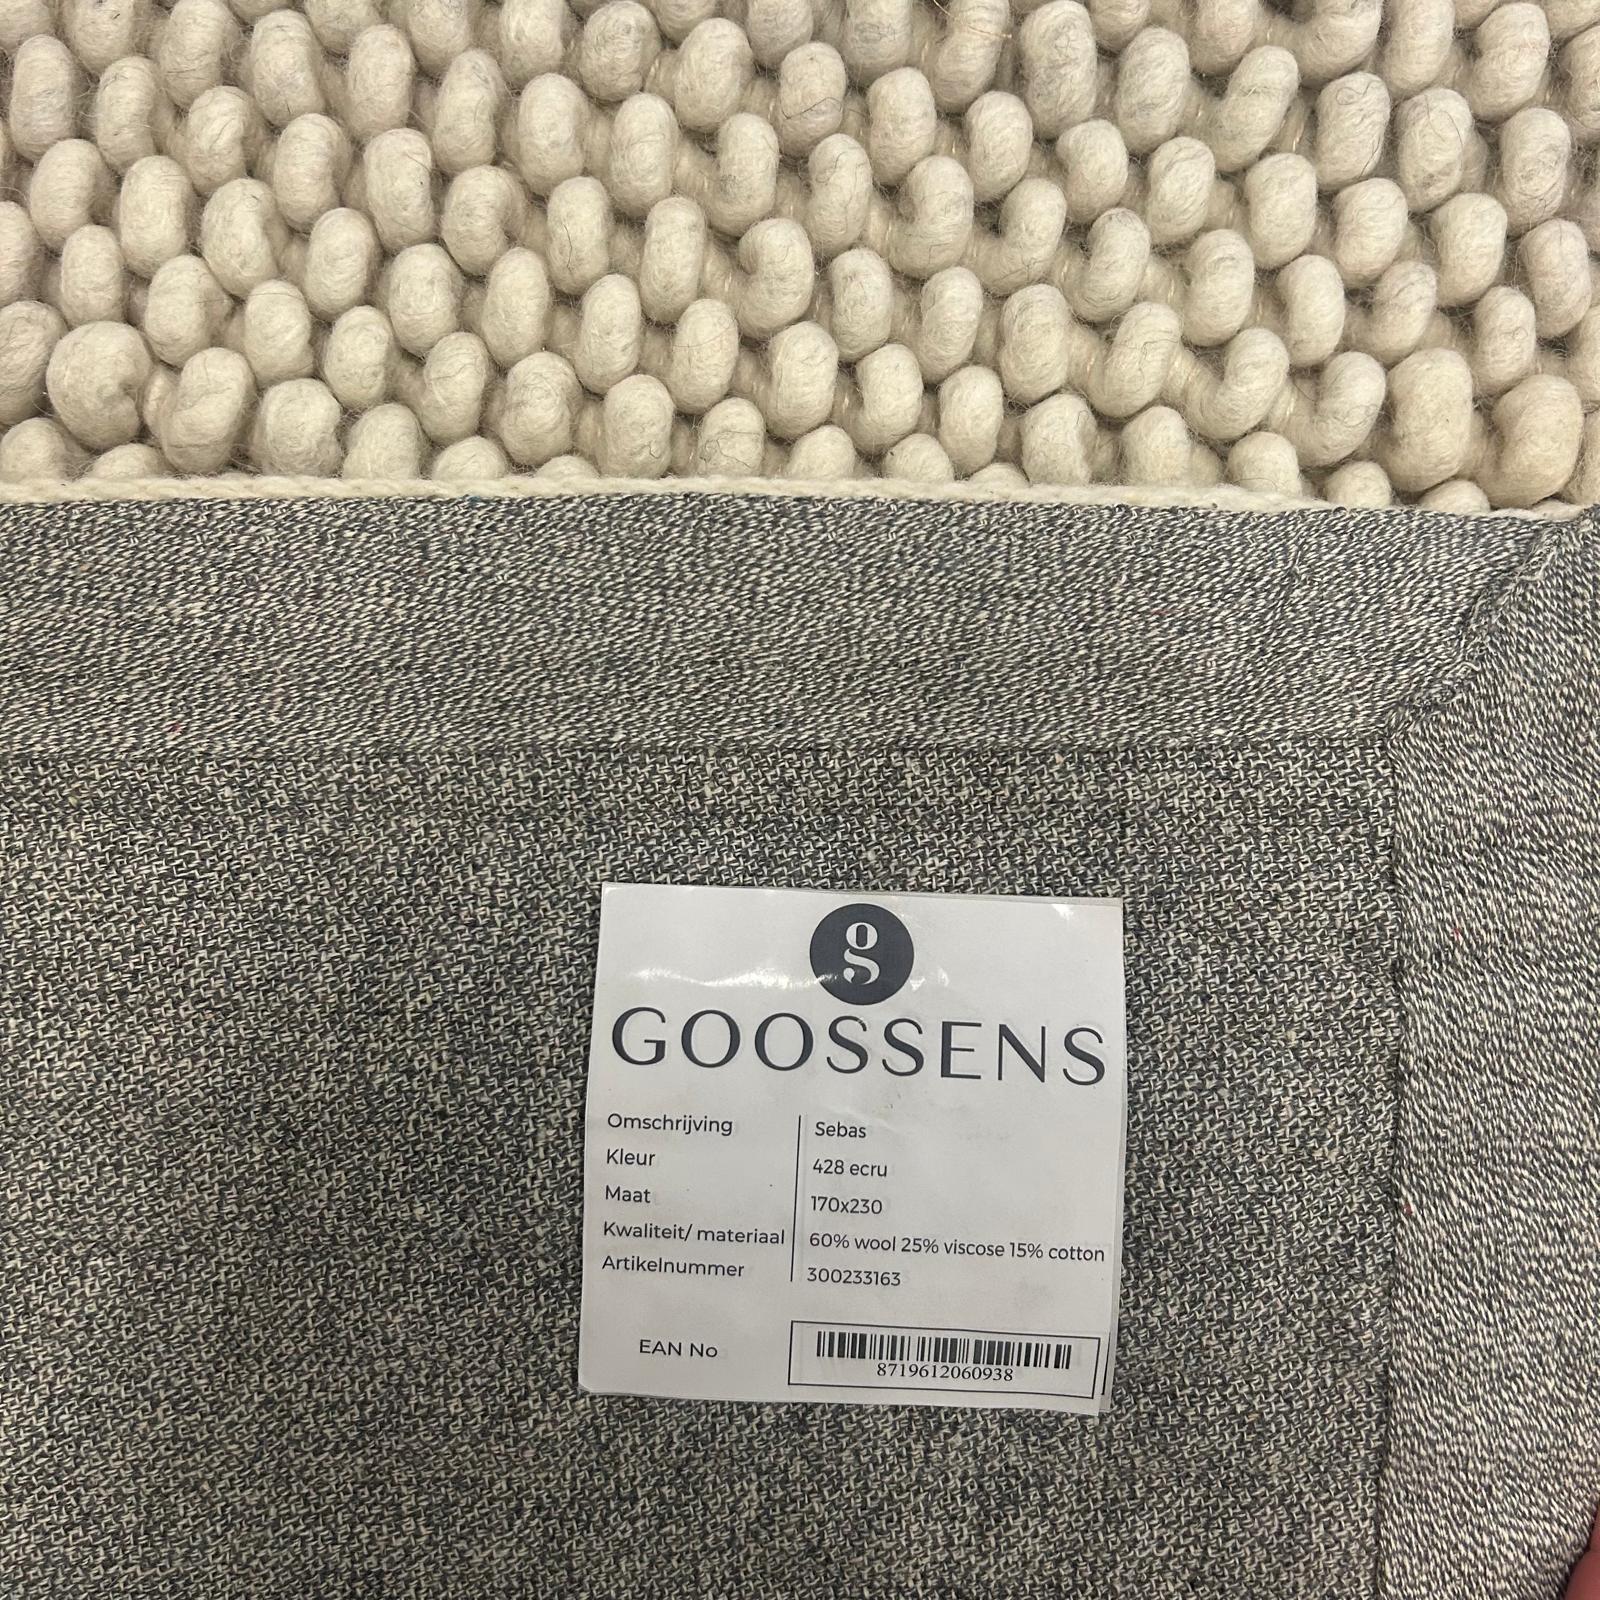 g
GOOSSENS
Omschrijving Sebas
Kleur 428 ecru
Maat 170x230
Kwaliteit/ materiaal 60% wool 25% viscose 15% cotton
Artikelnummer 300233163
EAN No 8719612060938